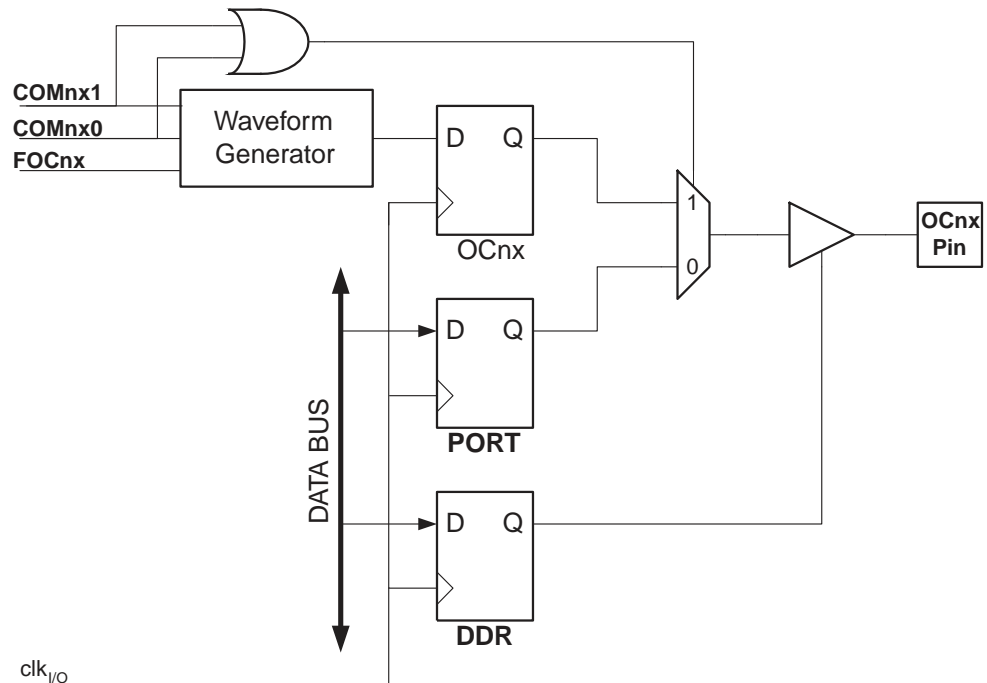 COMnx1
COMnx0
FOCnx
Waveform
Generator
D Q
OCnx
1
0
OCnx
Pin
D Q
PORT
DATA BUS
D Q
DDR
clkI/O